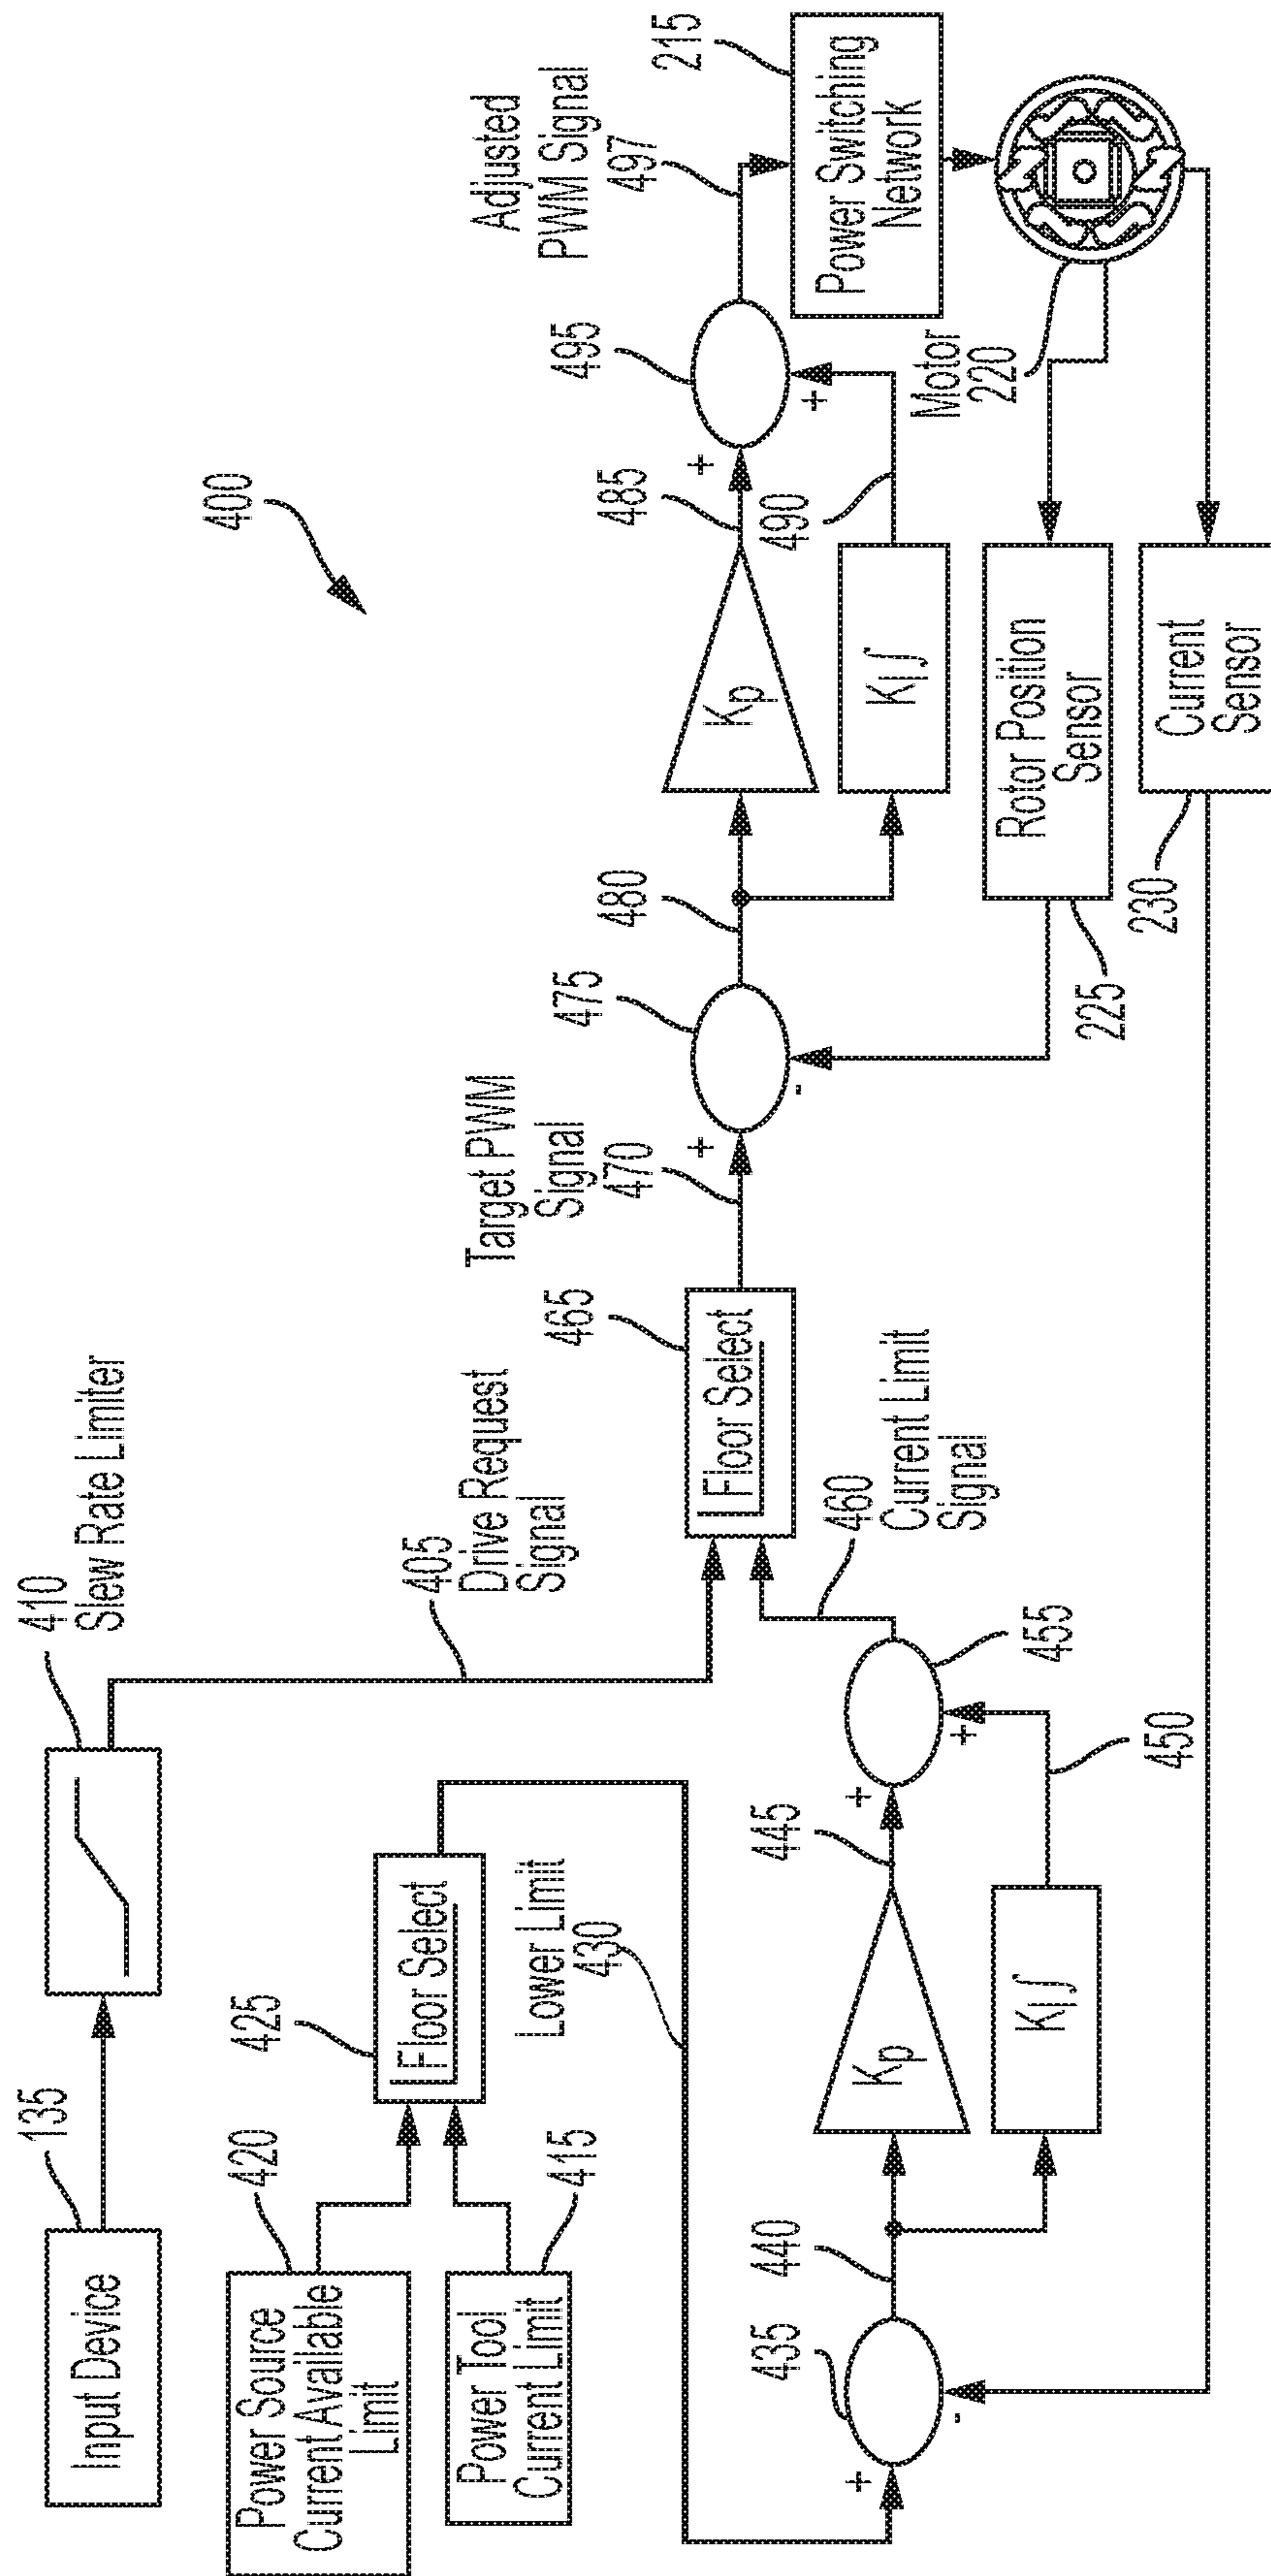 400
Input Device
135
410
Slew Rate Limiter
Power Source
Current Available
Limit
420
Power Tool
Current Limit
415
425
Floor Select
Lower Limit
430
405
Drive Request
Signal
435
+
-
440
Kp
KI∫
445
450
+
+
455
460
Current Limit
Signal
Floor Select
465
Target PWM
Signal
470
+
-
475
480
Kp
KI∫
485
490
+
+
495
Adjusted
PWM Signal
497
Power Switching
Network
215
Motor
220
Rotor Position
Sensor
225
Current
Sensor
230